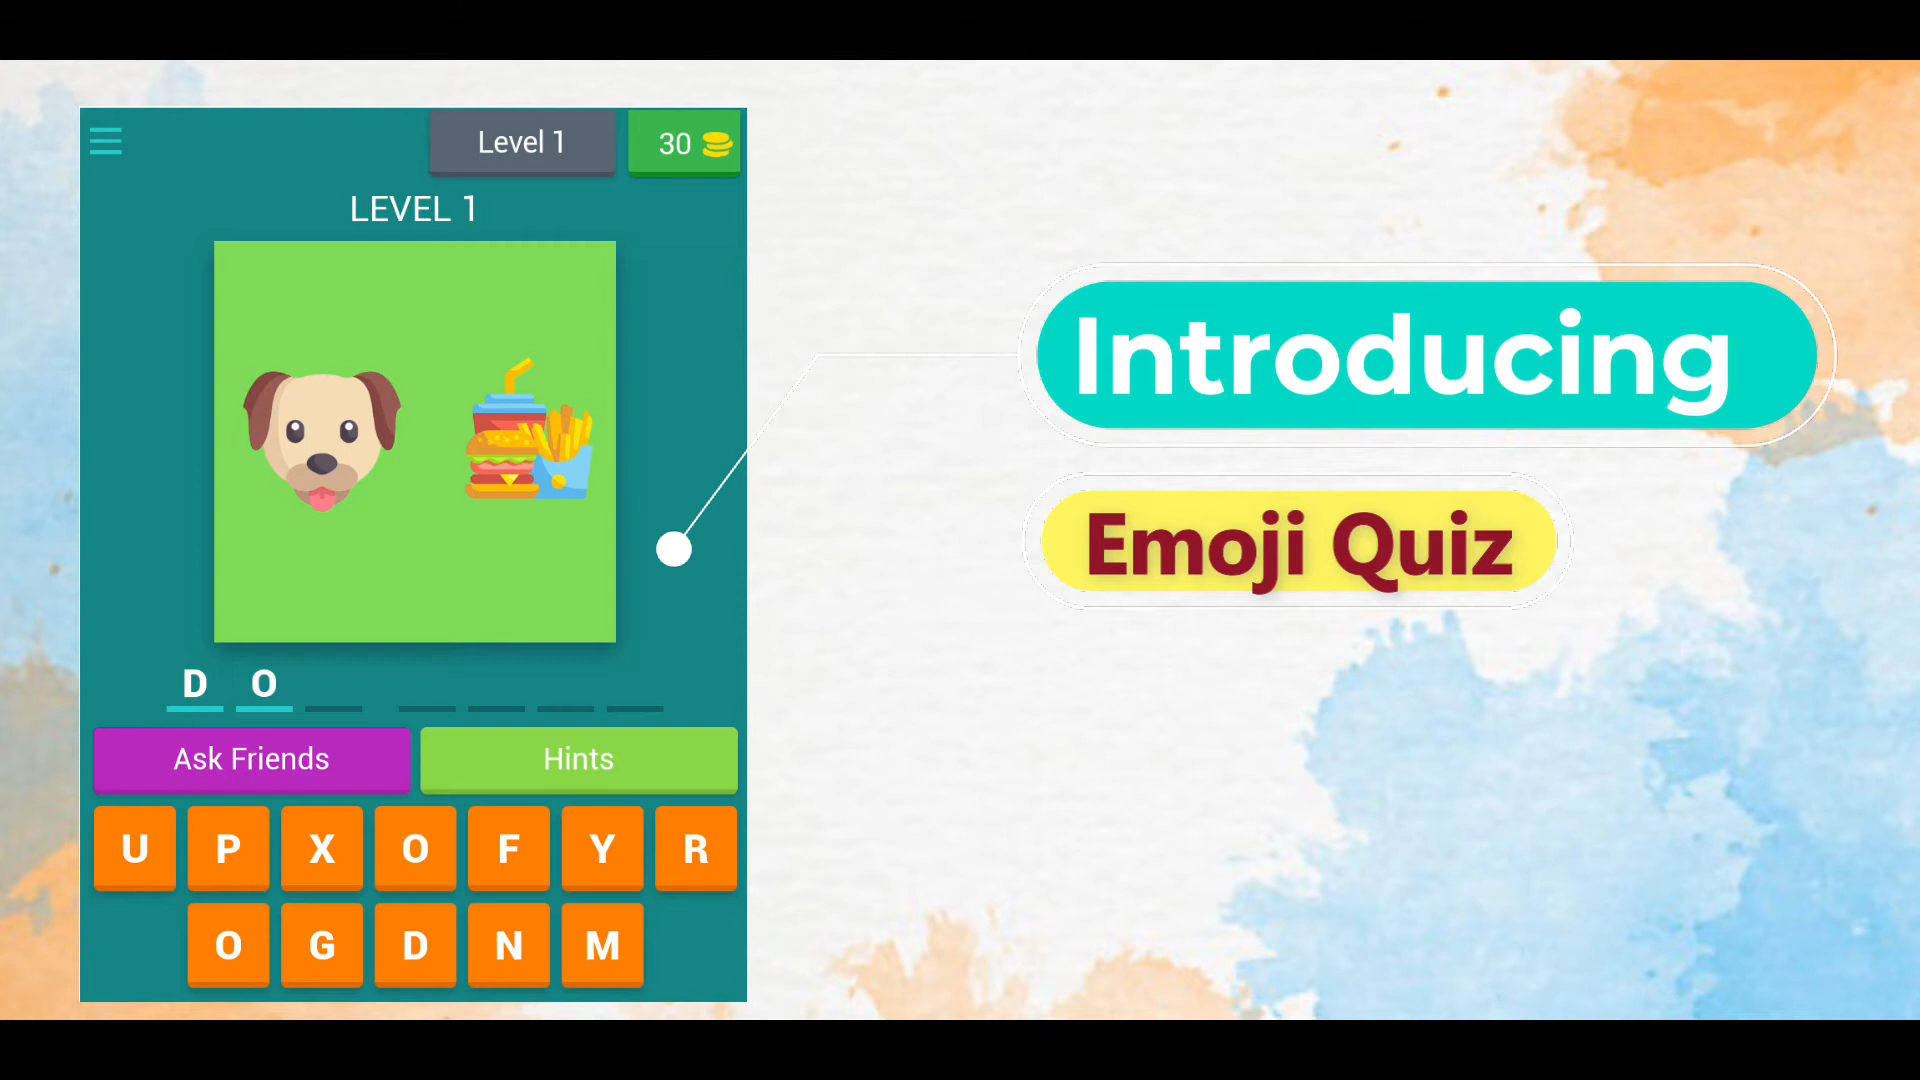 Level 1
30
LEVEL 1
D O
Ask Friends
Hints
U P X O F Y R
O G D N M
Introducing
Emoji Quiz